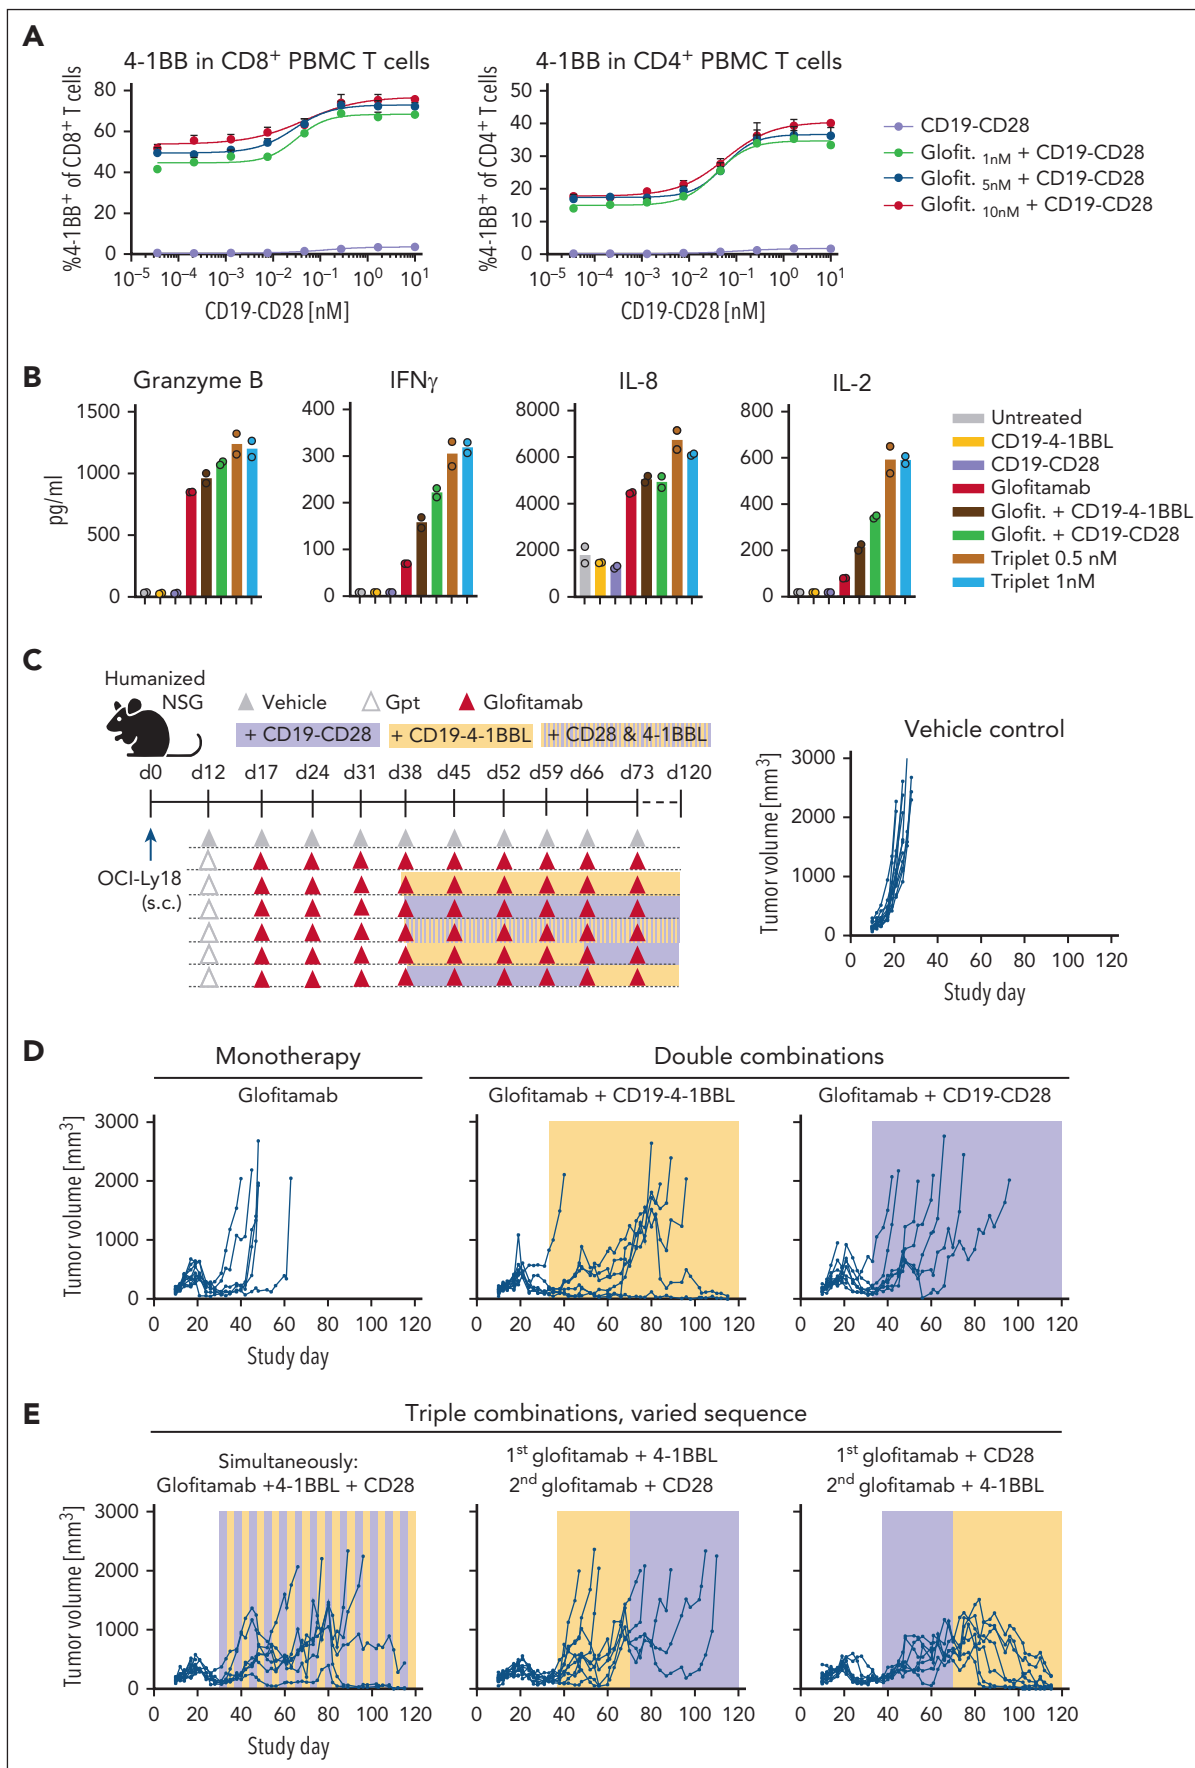 A
4-1BB in CD8+ PBMC T cells
%4-1BB+ of CD8+ T cells
80
60
40
20
0
10−5 10−4 10−3 10−2 10−1 100 101
CD19-CD28 [nM]
4-1BB in CD4+ PBMC T cells
%4-1BB+ of CD4+ T cells
50
40
30
20
10
0
10−5 10−4 10−3 10−2 10−1 100 101
CD19-CD28 [nM]
CD19-CD28
Glofit. 1nM + CD19-CD28
Glofit. 5nM + CD19-CD28
Glofit. 10nM + CD19-CD28
B
Granzyme B
pg/ml
1500
1000
500
0
IFNγ
400
300
200
100
0
IL-8
8000
6000
4000
2000
0
IL-2
800
600
400
200
0
Untreated
CD19-4-1BBL
CD19-CD28
Glofitamab
Glofit. + CD19-4-1BBL
Glofit. + CD19-CD28
Triplet 0.5 nM
Triplet 1nM
C
Humanized
NSG
Vehicle Gpt Glofitamab
+ CD19-CD28 + CD19-4-1BBL + CD28 & 4-1BBL
d0 d12 d17 d24 d31 d38 d45 d52 d59 d66 d73 d120
OCI-Ly18
(s.c.)
Vehicle control
Tumor volume [mm3]
3000
2000
1000
0
0 20 40 60 80 100 120
Study day
D
Monotherapy
Glofitamab
Tumor volume [mm3]
3000
2000
1000
0
0 20 40 60 80 100 120
Study day
Double combinations
Glofitamab + CD19-4-1BBL
0 20 40 60 80 100 120
Glofitamab + CD19-CD28
0 20 40 60 80 100 120
E
Triple combinations, varied sequence
Simultaneously:
Glofitamab +4-1BBL + CD28
Tumor volume [mm3]
3000
2000
1000
0
0 20 40 60 80 100 120
Study day
1st glofitamab + 4-1BBL
2nd glofitamab + CD28
0 20 40 60 80 100 120
1st glofitamab + CD28
2nd glofitamab + 4-1BBL
0 20 40 60 80 100 120